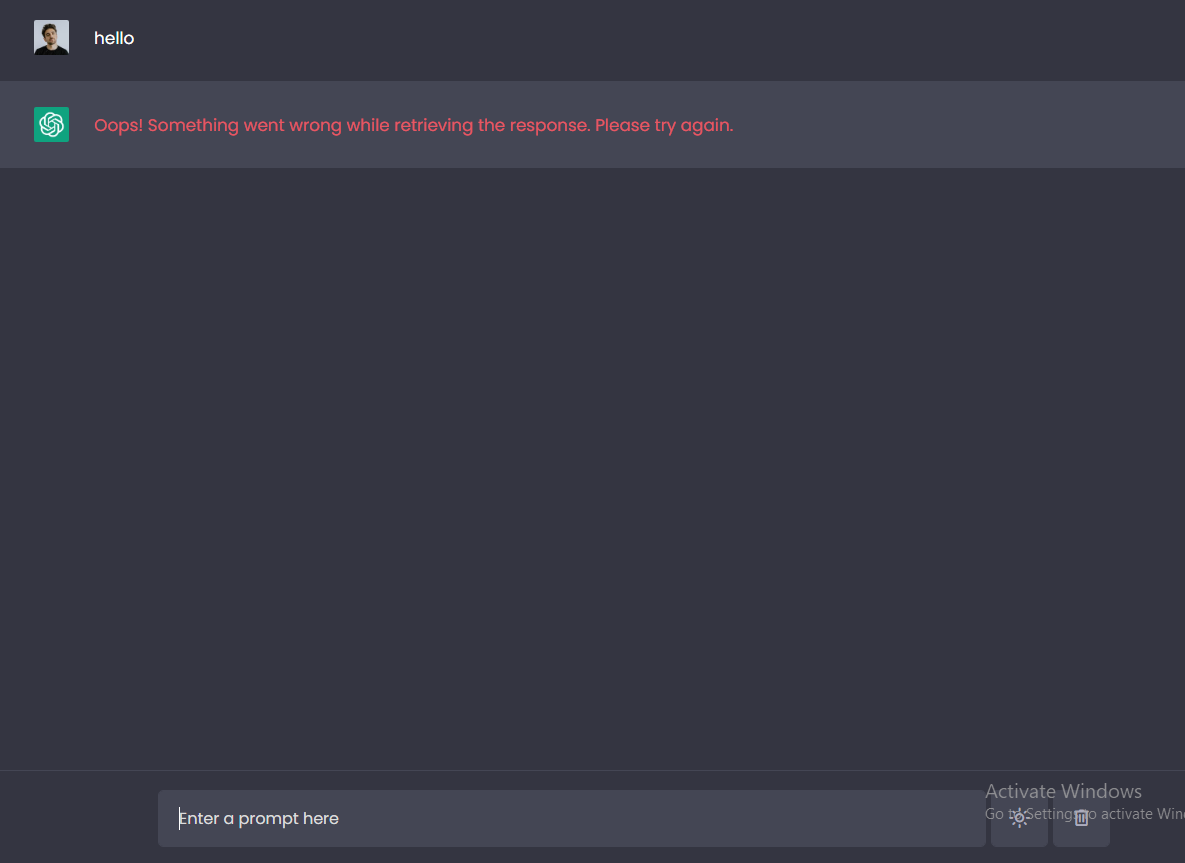 hello
Oops! Something went wrong while retrieving the response. Please try again.
Enter a prompt here
Activate Windows
Go to Settings to activate Win